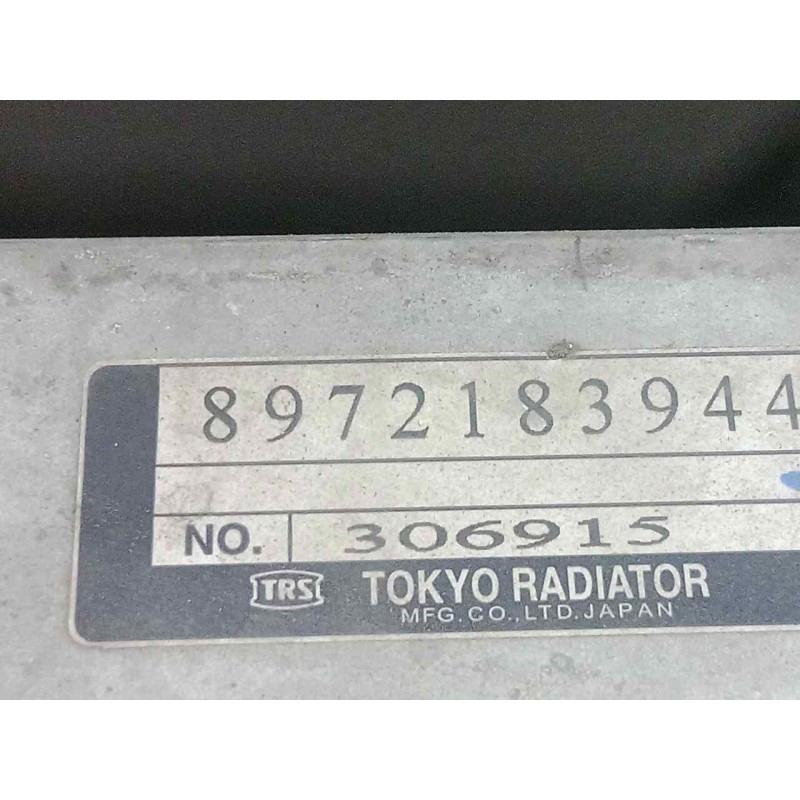 8972183944
NO. 306915
TRS TOKYO RADIATOR
MFG.CO.,LTD.JAPAN